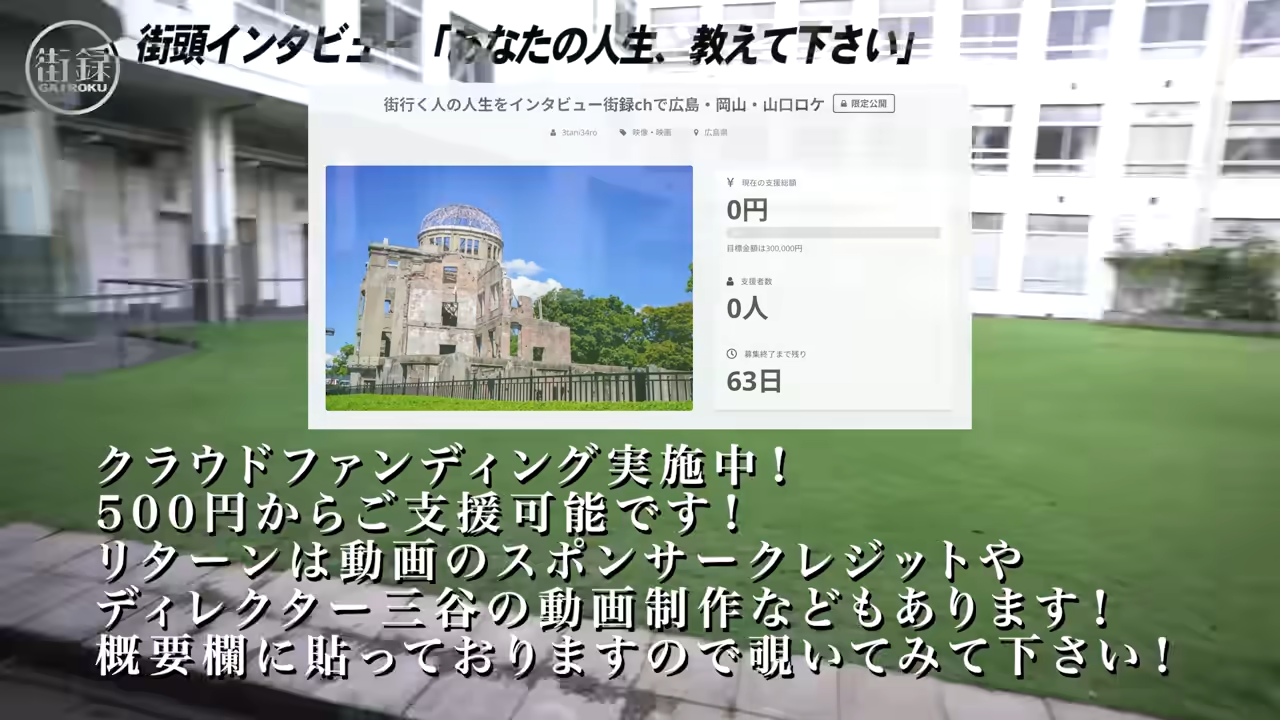 街録
GAIROKU
街頭インタビュー「あなたの人生、教えて下さい」
街行く人の人生をインタビュー街録chで広島・岡山・山口ロケ 限定公開
3tani34ro 映像・映画 広島県
¥ 現在の支援総額
0円
目標金額は300,000円
支援者数
0人
募集終了まで残り
63日
クラウドファンディング実施中！
500円からご支援可能です！
リターンは動画のスポンサークレジットや
ディレクター三谷の動画制作などもあります！
概要欄に貼っておりますので覗いてみて下さい！